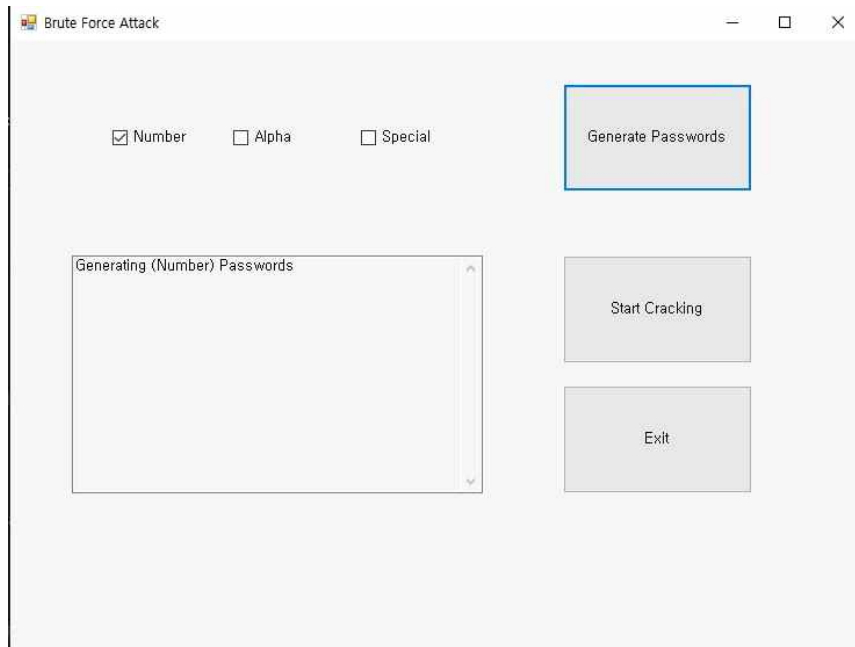 Brute Force Attack
Number Alpha Special
Generate Passwords
Generating (Number) Passwords
Start Cracking
Exit